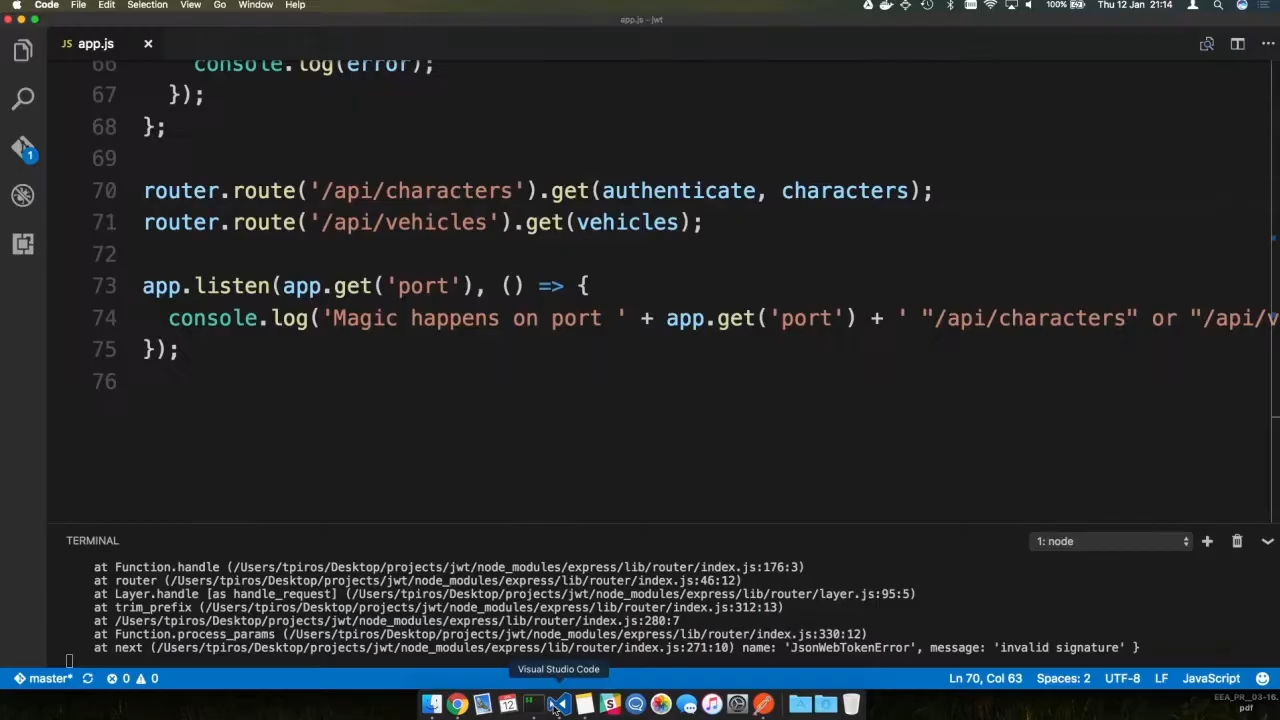 Code File Edit Selection View Go Window Help 100% Thu 12 Jan 21:14
app.js - jwt
JS app.js
66 console.log(error);
67 });
68 };
69
70 router.route('/api/characters').get(authenticate, characters);
71 router.route('/api/vehicles').get(vehicles);
72
73 app.listen(app.get('port'), () => {
74 console.log('Magic happens on port ' + app.get('port') + ' "/api/characters" or "/api/v
75 });
76
1
TERMINAL 1: node
at Function.handle (/Users/tpiros/Desktop/projects/jwt/node_modules/express/lib/router/index.js:176:3)
at router (/Users/tpiros/Desktop/projects/jwt/node_modules/express/lib/router/index.js:46:12)
at Layer.handle [as handle_request] (/Users/tpiros/Desktop/projects/jwt/node_modules/express/lib/router/layer.js:95:5)
at trim_prefix (/Users/tpiros/Desktop/projects/jwt/node_modules/express/lib/router/index.js:312:13)
at /Users/tpiros/Desktop/projects/jwt/node_modules/express/lib/router/index.js:280:7
at Function.process_params (/Users/tpiros/Desktop/projects/jwt/node_modules/express/lib/router/index.js:330:12)
at next (/Users/tpiros/Desktop/projects/jwt/node_modules/express/lib/router/index.js:271:10) name: 'JsonWebTokenError', message: 'invalid signature' }
Visual Studio Code
master* 0 0 Ln 70, Col 63 Spaces: 2 UTF-8 LF JavaScript
12
EEA_PR_03-16.
pdf